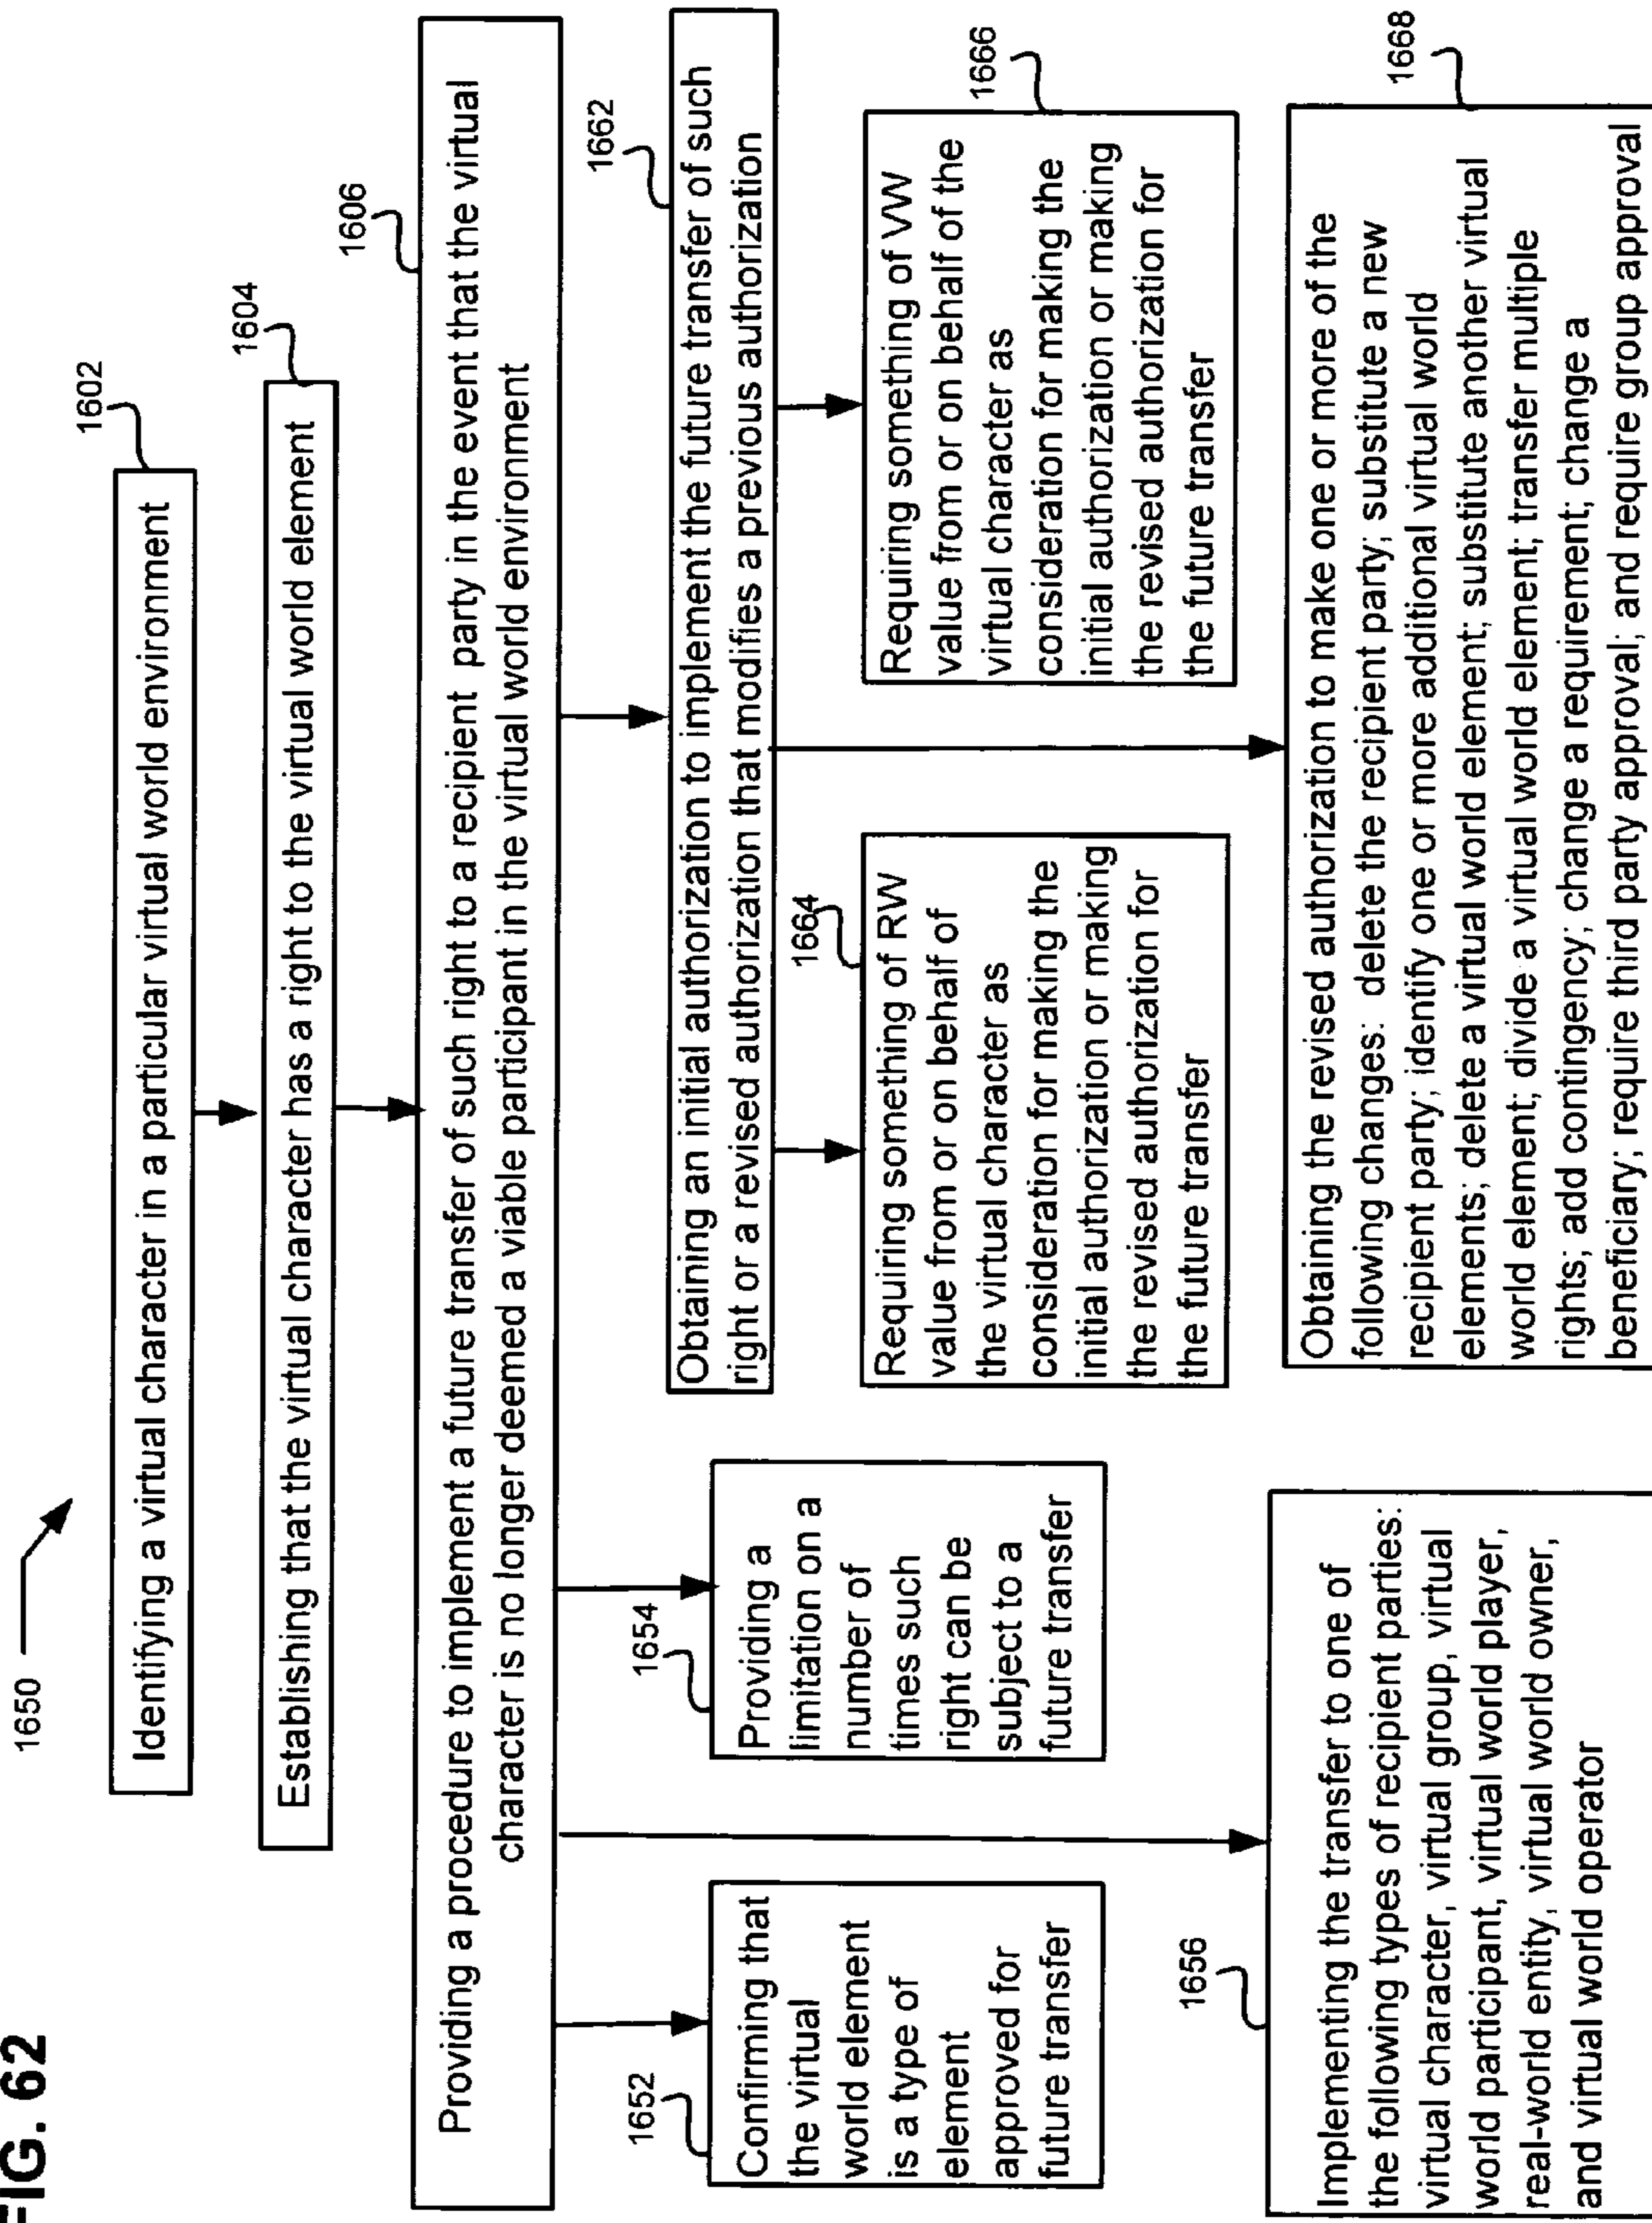 FIG. 62
1650
1602
Identifying a virtual character in a particular virtual world environment
1604
Establishing that the virtual character has a right to the virtual world element
1606
Providing a procedure to implement a future transfer of such right to a recipient party in the event that the virtual
character is no longer deemed a viable participant in the virtual world environment
1652
Confirming that
the virtual
world element
is a type of
element
approved for
future transfer
1654
Providing a
limitation on a
number of
times such
right can be
subject to a
future transfer
1656
Implementing the transfer to one of
the following types of recipient parties:
virtual character, virtual group, virtual
world participant, virtual world player,
real-world entity, virtual world owner,
and virtual world operator
1662
Obtaining an initial authorization to implement the future transfer of such
right or a revised authorization that modifies a previous authorization
1664
Requiring something of RW
value from or on behalf of
the virtual character as
consideration for making the
initial authorization or making
the revised authorization for
the future transfer
1666
Requiring something of VW
value from or on behalf of the
virtual character as
consideration for making the
initial authorization or making
the revised authorization for
the future transfer
1668
Obtaining the revised authorization to make one or more of the
following changes: delete the recipient party; substitute a new
recipient party; identify one or more additional virtual world
elements; delete a virtual world element; substitute another virtual
world element; divide a virtual world element; transfer multiple
rights; add contingency; change a requirement; change a
beneficiary; require third party approval; and require group approval